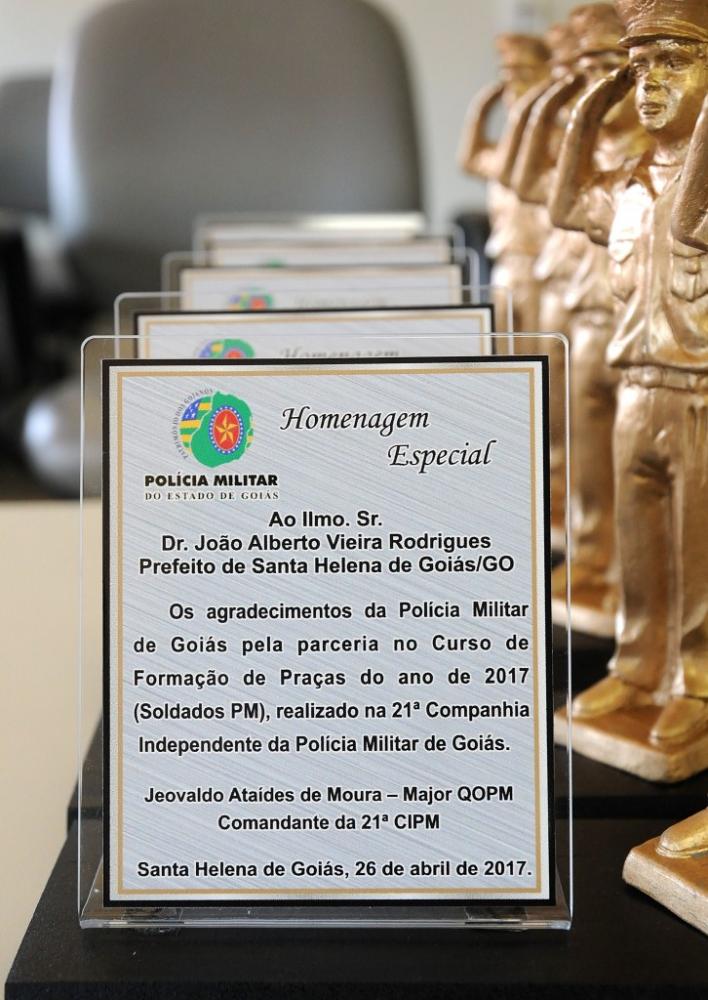 Homenagem
Especial
PATRIMÔNIO DOS GOIANOS
POLÍCIA MILITAR
DO ESTADO DE GOIÁS
Ao Ilmo. Sr.
Dr. João Alberto Vieira Rodrigues
Prefeito de Santa Helena de Goiás/GO
Os agradecimentos da Polícia Militar
de Goiás pela parceria no Curso de
Formação de Praças do ano de 2017
(Soldados PM), realizado na 21ª Companhia
Independente da Polícia Militar de Goiás.
Jeovaldo Ataídes de Moura – Major QOPM
Comandante da 21ª CIPM
Santa Helena de Goiás, 26 de abril de 2017.